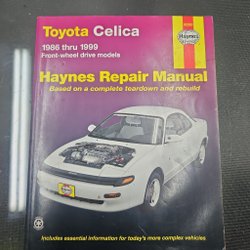 Toyota Celica
1986 thru 1999
Front-wheel drive models
Haynes
Haynes Repair Manual
Based on a complete teardown and rebuild
Haynes
Includes essential information for today's more complex vehicles